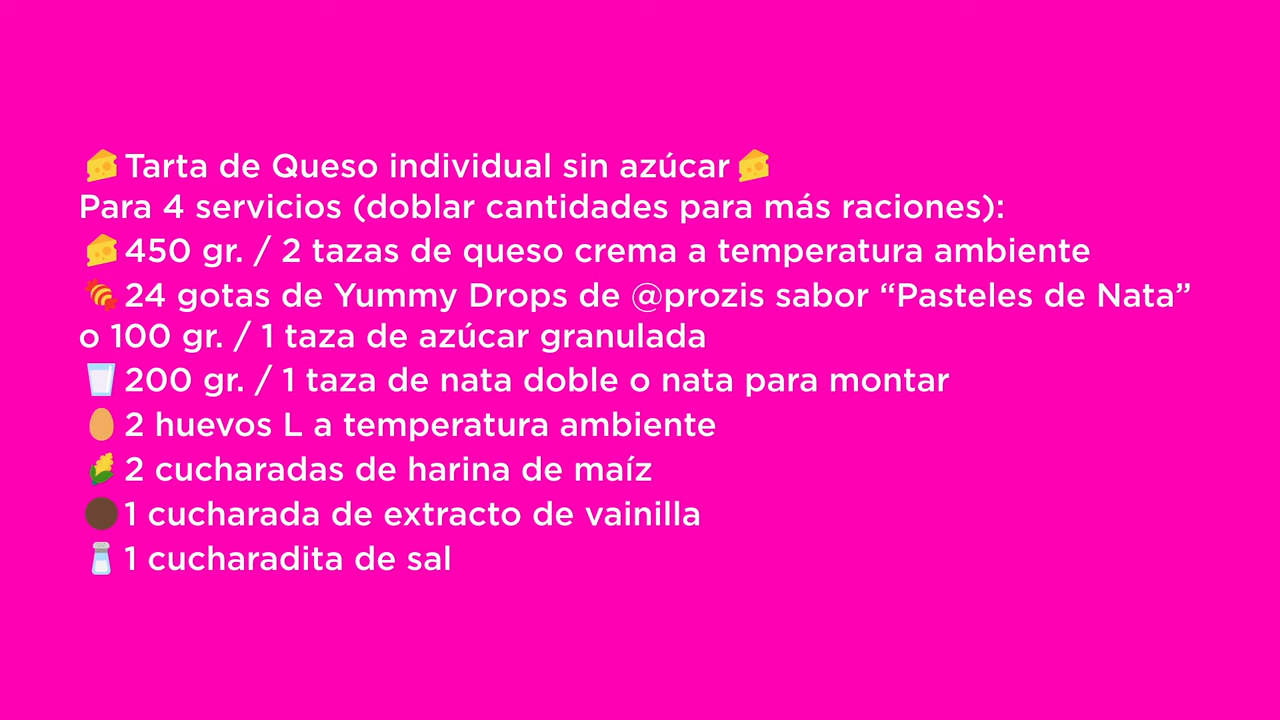 🧀Tarta de Queso individual sin azúcar🧀
Para 4 servicios (doblar cantidades para más raciones):
🧀450 gr. / 2 tazas de queso crema a temperatura ambiente
🍬24 gotas de Yummy Drops de @prozis sabor “Pasteles de Nata”
o 100 gr. / 1 taza de azúcar granulada
🥛200 gr. / 1 taza de nata doble o nata para montar
🥚2 huevos L a temperatura ambiente
🌽2 cucharadas de harina de maíz
🟤1 cucharada de extracto de vainilla
🧂1 cucharadita de sal